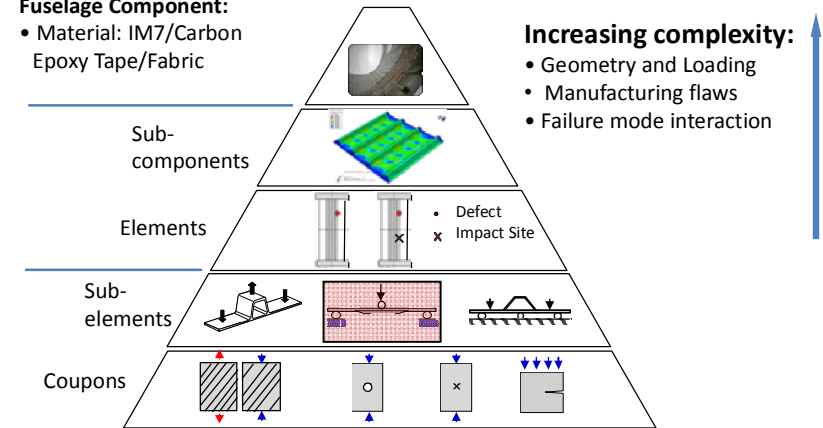 Fuselage Component:
• Material: IM7/Carbon
Epoxy Tape/Fabric
Increasing complexity:
• Geometry and Loading
• Manufacturing flaws
• Failure mode interaction
Sub-
components
Elements
• Defect
x Impact Site
Sub-
elements
Coupons